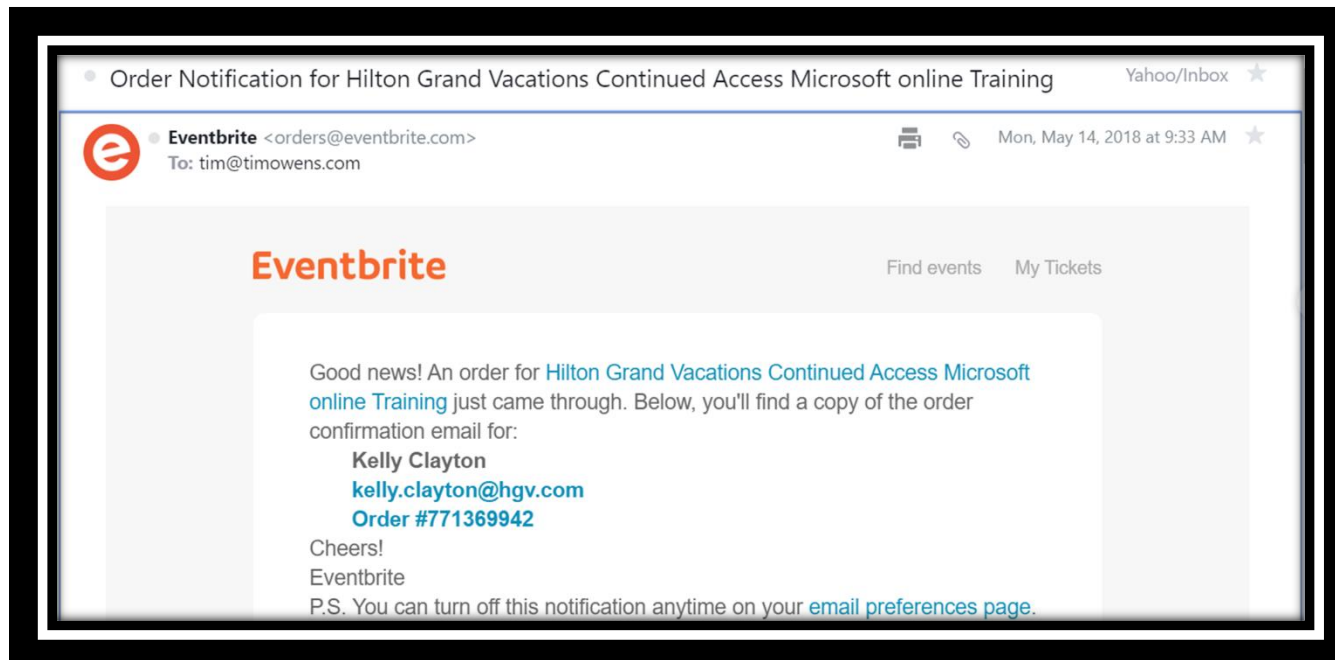 Order Notification for Hilton Grand Vacations Continued Access Microsoft online Training
Yahoo/Inbox
Eventbrite <orders@eventbrite.com>
Mon, May 14, 2018 at 9:33 AM
To: tim@timowens.com
Eventbrite
Find events
My Tickets
Good news! An order for Hilton Grand Vacations Continued Access Microsoft
online Training just came through. Below, you'll find a copy of the order
confirmation email for:
Kelly Clayton
kelly.clayton@hgv.com
Order #771369942
Cheers!
Eventbrite
P.S. You can turn off this notification anytime on your email preferences page.